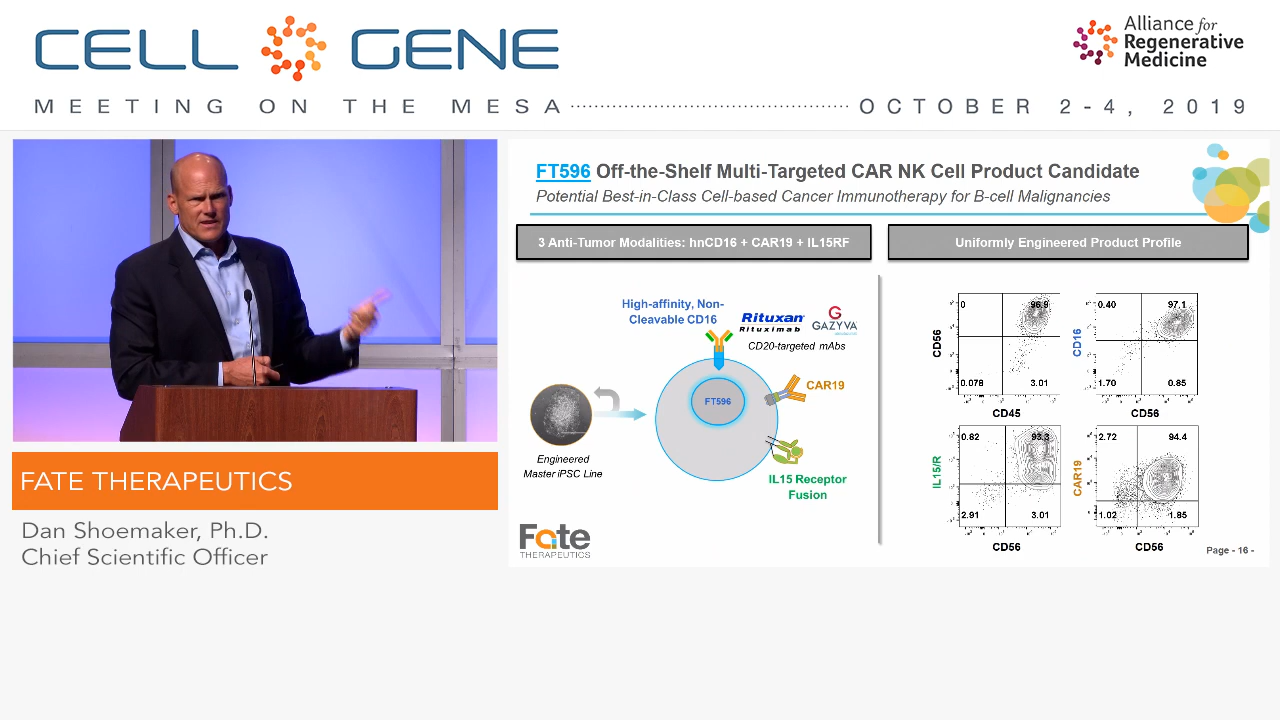 CELL GENE
MEETING ON THE MESA
OCTOBER 2-4, 2019
Alliance for
Regenerative
Medicine
FATE THERAPEUTICS
Dan Shoemaker, Ph.D.
Chief Scientific Officer
FT596 Off-the-Shelf Multi-Targeted CAR NK Cell Product Candidate
Potential Best-in-Class Cell-based Cancer Immunotherapy for B-cell Malignancies
3 Anti-Tumor Modalities: hnCD16 + CAR19 + IL15RF
High-affinity, Non-
Cleavable CD16
Rituxan
Rituximab
G
GAZYVA
CD20-targeted mAbs
CAR19
FT596
Engineered
Master iPSC Line
IL15 Receptor
Fusion
Fate
THERAPEUTICS
Uniformly Engineered Product Profile
CD56
0
96.9
0.078
3.01
CD45
CD16
0.40
97.1
1.70
0.85
CD56
IL15/R
0.82
93.3
2.91
3.01
CD56
CAR19
2.72
94.4
1.02
1.85
CD56
Page - 16 -